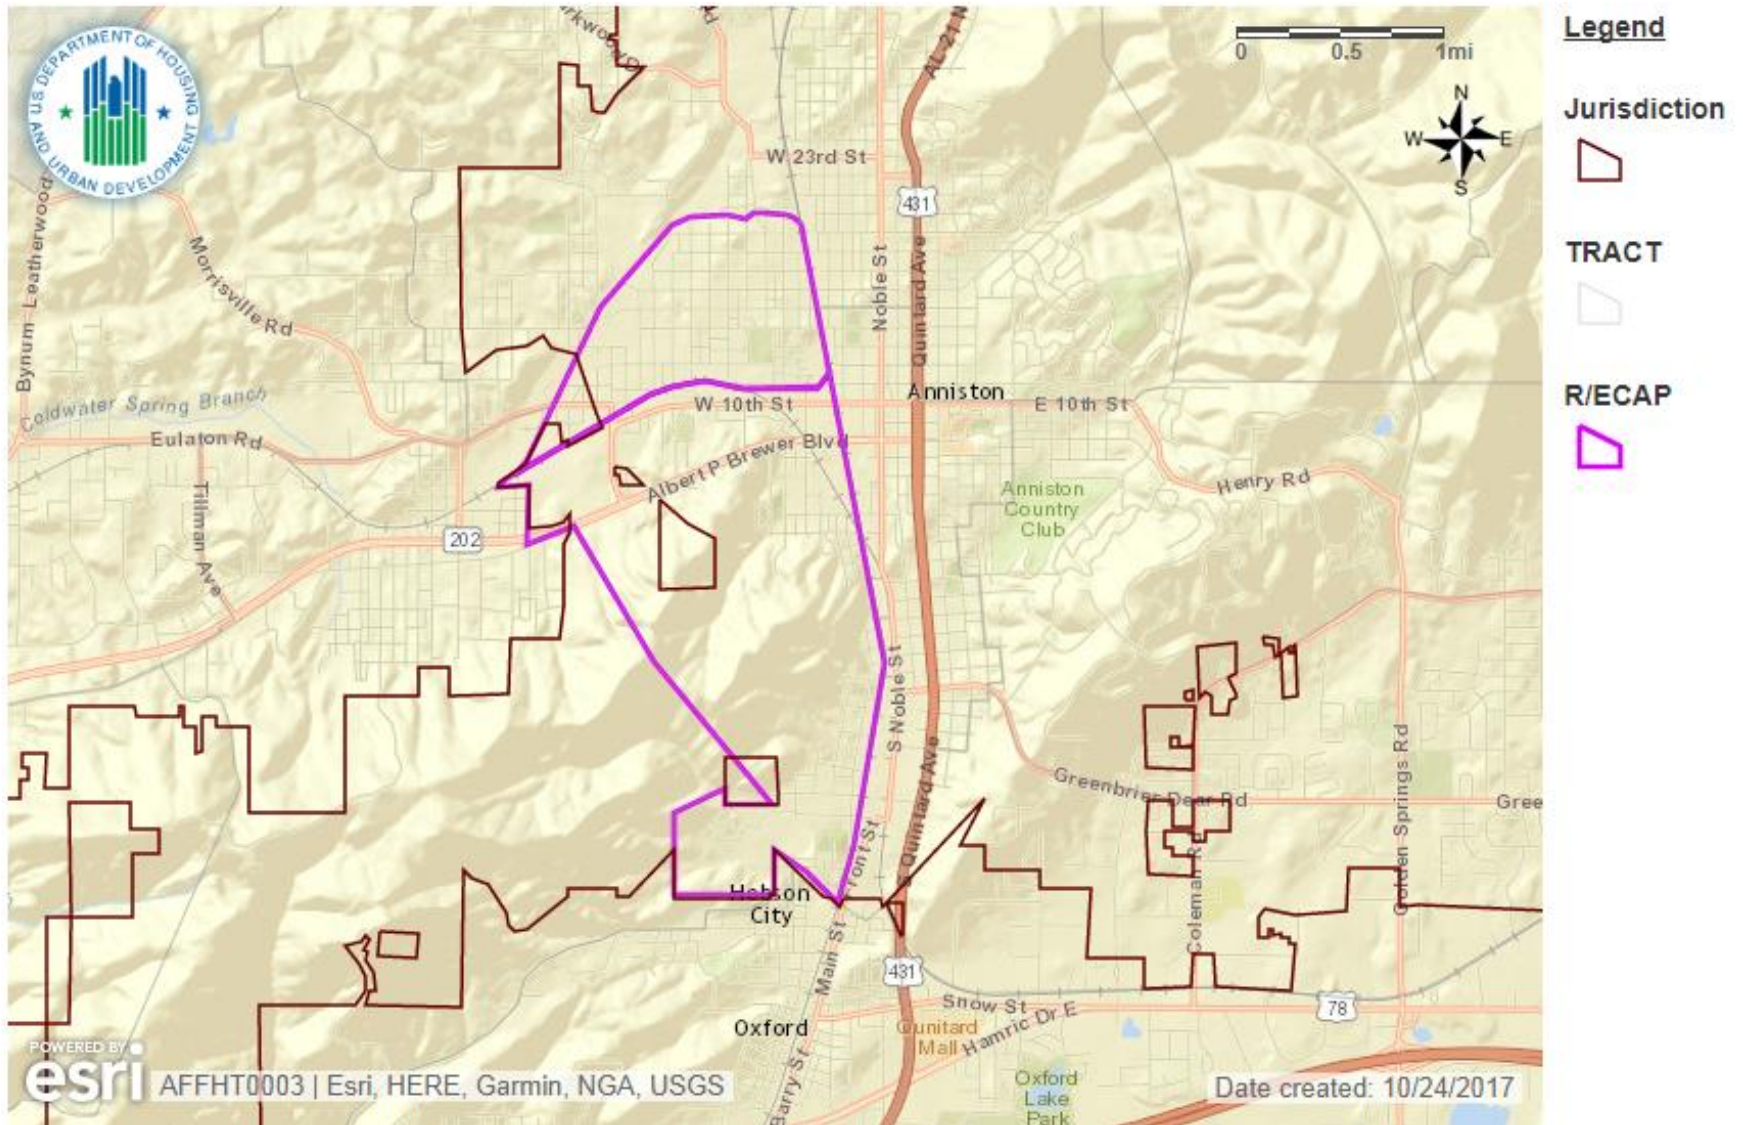 US DEPARTMENT OF HOUSING
AND URBAN DEVELOPMENT
AL-21 N
0 0.5 1mi
N
W E
S
Legend
Jurisdiction
TRACT
R/ECAP
W 23rd St
431
Bynum Leatherwood
Morrisville Rd
Noble St
Quintard Ave
Coldwater Spring Branch
Eulaton Rd
W 10th St
Anniston
E 10th St
Albert P Brewer Blvd
Henry Rd
Tillman Ave
202
Anniston
Country
Club
S Noble St
S Quintard Ave
Greenbrier Dear Rd
Gree
Golden Springs Rd
Coleman Rd
Front St
Hobson
City
Main St
431
Snow St
Hamric Dr E
78
Oxford
Qunitard
Mall
Barry St
Oxford
Lake
Park
POWERED BY
esri
AFFHT0003 | Esri, HERE, Garmin, NGA, USGS
Date created: 10/24/2017